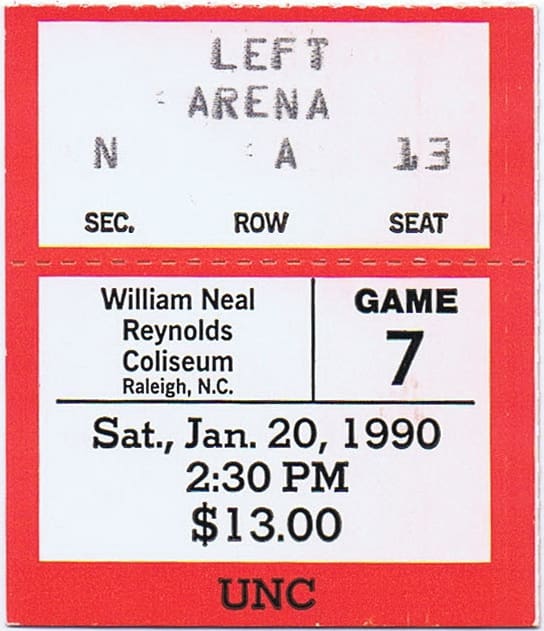 LEFT
ARENA
N A 13
SEC. ROW SEAT
William Neal
Reynolds
Coliseum
Raleigh, N.C.
GAME
7
Sat., Jan. 20, 1990
2:30 PM
$13.00
UNC